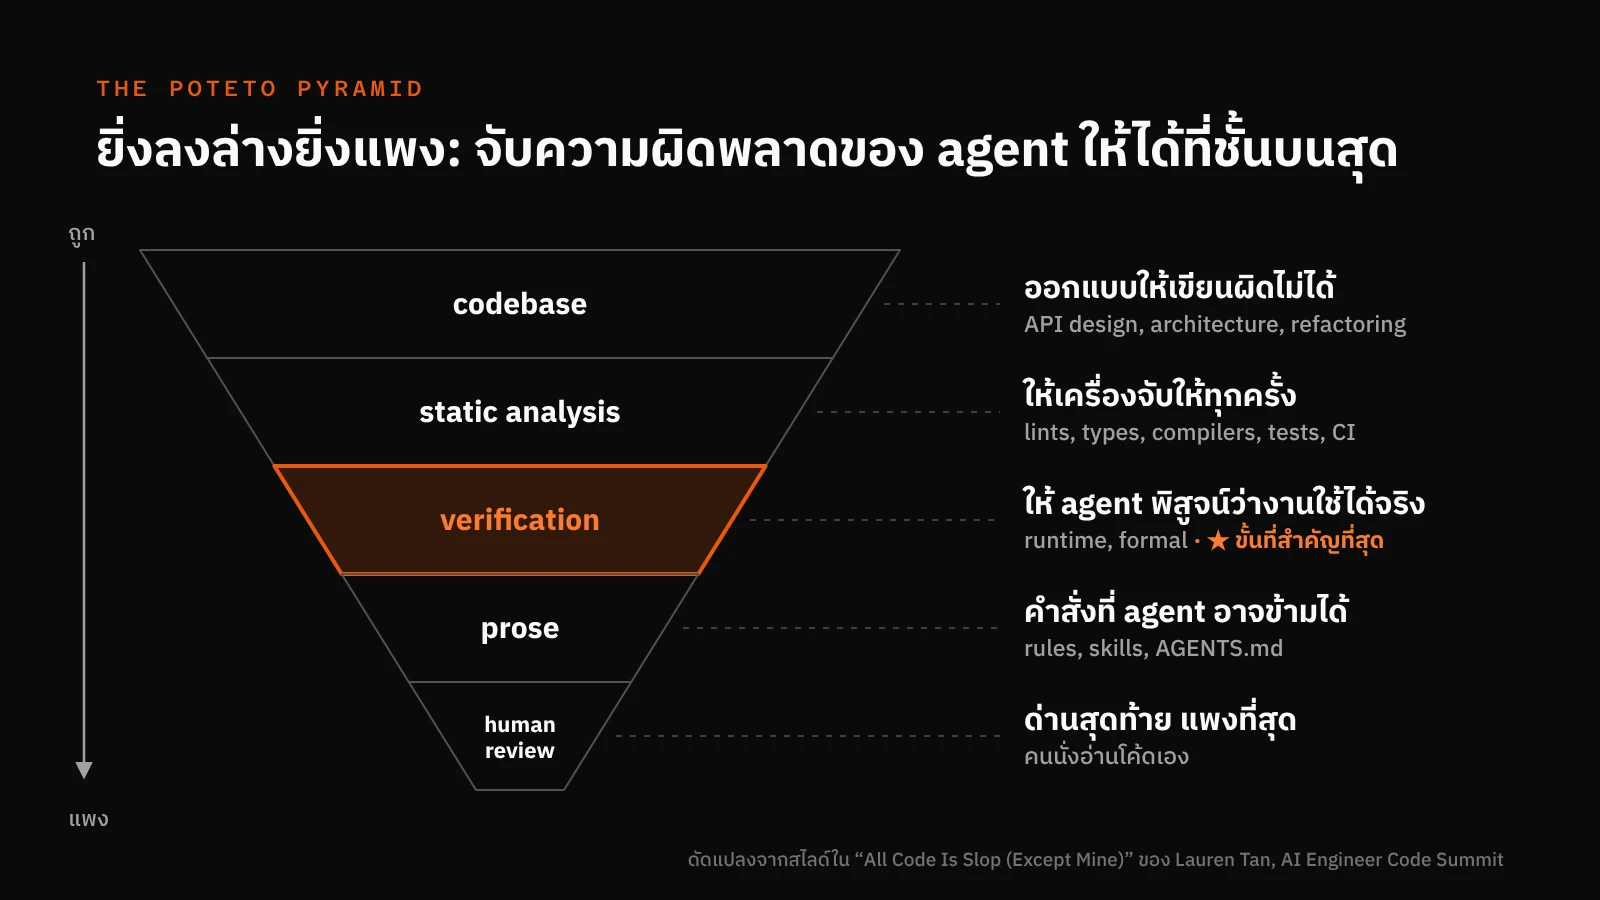 THE POTETO PYRAMID
ยิ่งลงล่างยิ่งแพง: จับความผิดพลาดของ agent ให้ได้ที่ชั้นบนสุด
ถูก
codebase
ออกแบบให้เขียนผิดไม่ได้
API design, architecture, refactoring
static analysis
ให้เครื่องจับให้ทุกครั้ง
lints, types, compilers, tests, CI
verification
ให้ agent พิสูจน์ว่างานใช้ได้จริง
runtime, formal · ★ ขั้นที่สำคัญที่สุด
prose
คำสั่งที่ agent อาจข้ามได้
rules, skills, AGENTS.md
human
review
ด่านสุดท้าย แพงที่สุด
คนนั่งอ่านโค้ดเอง
แพง
ดัดแปลงจากสไลด์ใน “All Code Is Slop (Except Mine)” ของ Lauren Tan, AI Engineer Code Summit